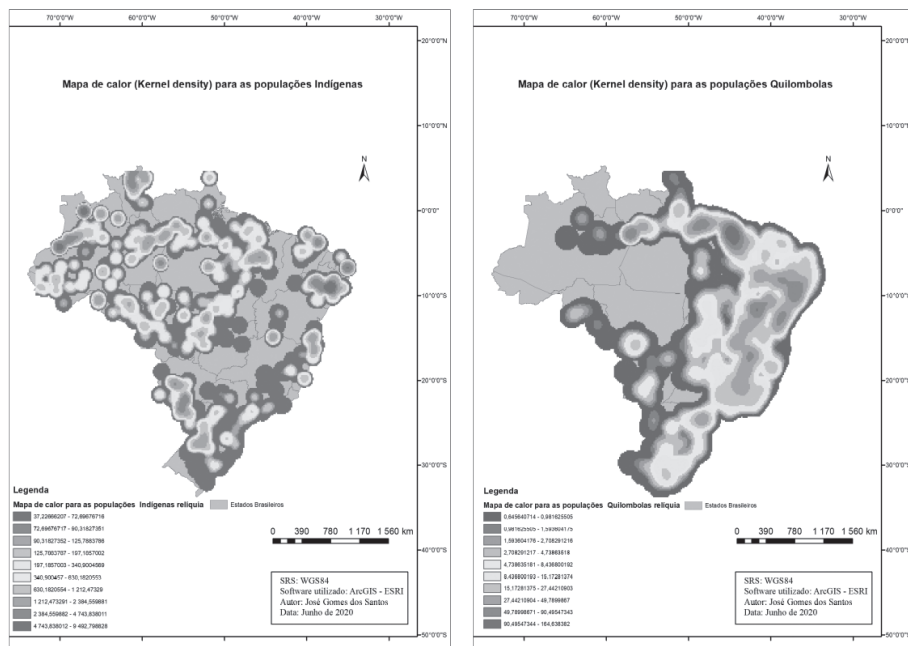 70°0'0"W 60°0'0"W 50°0'0"W 40°0'0"W 30°0'0"W
20°0'0"N
Mapa de calor (Kernel density) para as populações Indígenas
10°0'0"N
N
0°0'0"
10°0'0"S
20°0'0"S
30°0'0"S
Legenda
Mapa de calor para as populações Indígenas reliquia
Estados Brasileiros
37,22666207 - 72,69676716
72,69676717 - 90,31827351
90,31827352 - 125,7883766
125,7883767 - 197,1857002
197,1857003 - 340,9004569
340,900457 - 630,1820553
630,1820554 - 1 212,47329
1 212,473291 - 2 384,559881
2 384,559882 - 4 743,838011
4 743,838012 - 9 492,798828
0 390 780 1 170 1 560 km
40°0'0"S
SRS: WGS84
Software utilizado: ArcGIS - ESRI
Autor: José Gomes dos Santos
Data: Junho de 2020
50°0'0"S
70°0'0"W 60°0'0"W 50°0'0"W 40°0'0"W 30°0'0"W
20°0'0"N
Mapa de calor (Kernel density) para as populações Quilombolas
10°0'0"N
N
0°0'0"
10°0'0"S
20°0'0"S
30°0'0"S
Legenda
Mapa de calor para as populações Quilombolas reliquia
Estados Brasileiros
0,645640714 - 0,981625505
0,981625505 - 1,593604175
1,593604176 - 2,708291216
2,708291217 - 4,73863518
4,738635181 - 8,436800192
8,436800193 - 15,17281374
15,17281375 - 27,44210903
27,44210904 - 49,7899867
49,78998671 - 90,49547343
90,49547344 - 164,638382
0 390 780 1 170 1 560 km
40°0'0"S
SRS: WGS84
Software utilizado: ArcGIS - ESRI
Autor: José Gomes dos Santos
Data: Junho de 2020
50°0'0"S